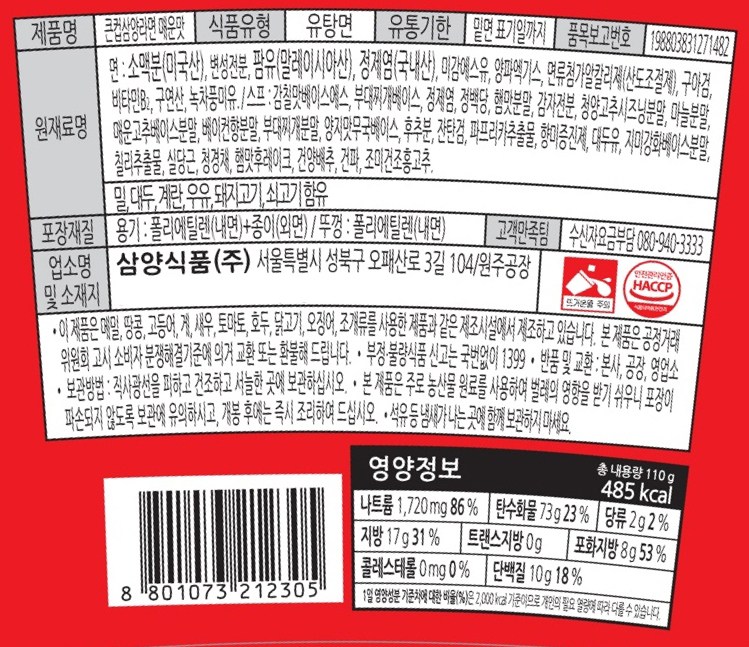 제품명 큰컵삼양라면 매운맛 식품유형 유탕면 유통기한 밑면 표기일까지 품목보고번호 198803831271482
원재료명
면 : 소맥분(미국산), 변성전분, 팜유(말레이시아산), 정제염(국내산), 미감에스유, 양파엑기스, 면류첨가알칼리제(산도조절제), 구아검,
비타민B₂, 구연산, 녹차풍미유. / 스프 : 감칠맛베이스에스, 부대찌개베이스, 정제염, 정백당, 햄맛분말, 감자전분, 청양고추시즈닝분말, 마늘분말,
매운고추베이스분말, 베이컨향분말, 부대찌개분말, 양지맛무국베이스, 후추분, 잔탄검, 파프리카추출물, 향미증진제, 대두유, 지미강화베이스분말,
칠리추출물, 실당근, 청경채, 햄맛후레이크, 건양배추, 건파, 조미건조홍고추.
밀, 대두, 계란, 우유, 돼지고기, 쇠고기 함유
포장재질 용기 : 폴리에틸렌(내면)+종이(외면) / 뚜껑 : 폴리에틸렌(내면) 고객만족팀 수신자요금부담 080-940-3333
업소명
및 소재지
삼양식품(주) 서울특별시 성북구 오패산로 3길 104/원주공장
뜨거운물 주의
안전관리인증
HACCP
식품의약품안전처
• 이 제품은 메밀, 땅콩, 고등어, 게, 새우, 토마토, 호두, 닭고기, 오징어, 조개류를 사용한 제품과 같은 제조시설에서 제조하고 있습니다. 본 제품은 공정거래
위원회 고시 소비자 분쟁해결기준에 의거 교환 또는 환불해 드립니다. • 부정·불량식품 신고는 국번없이 1399 • 반품 및 교환 : 본사, 공장, 영업소
• 보관방법 : 직사광선을 피하고 건조하고 서늘한 곳에 보관하십시오. • 본 제품은 주로 농산물 원료를 사용하여 벌레의 영향을 받기 쉬우니 포장이
파손되지 않도록 보관에 유의하시고, 개봉 후에는 즉시 조리하여 드십시오. • 석유 등 냄새가 나는 곳에 함께 보관하지 마세요.
영양정보 총 내용량 110 g
485 kcal
나트륨 1,720 mg 86 % 탄수화물 73 g 23 % 당류 2 g 2 %
지방 17 g 31 % 트랜스지방 0 g 포화지방 8 g 53 %
콜레스테롤 0 mg 0 % 단백질 10 g 18 %
1일 영양성분 기준치에 대한 비율(%)은 2,000 kcal 기준이므로 개인의 필요 열량에 따라 다를 수 있습니다.
8 801073 212305